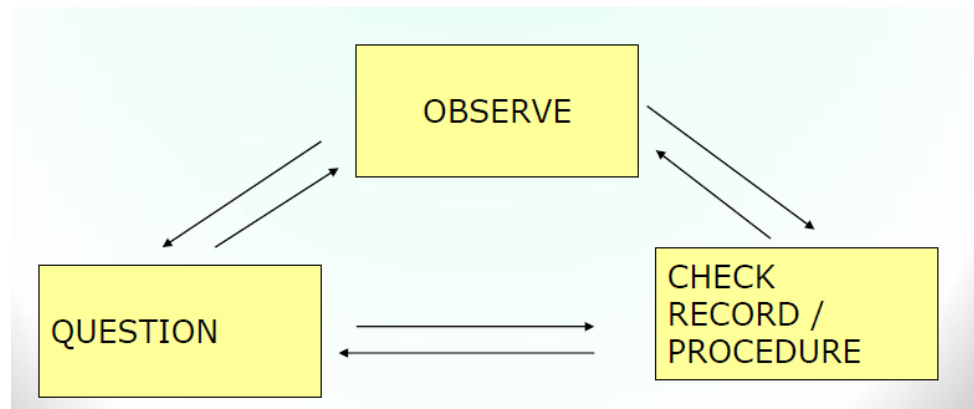 OBSERVE
QUESTION
CHECK
RECORD /
PROCEDURE